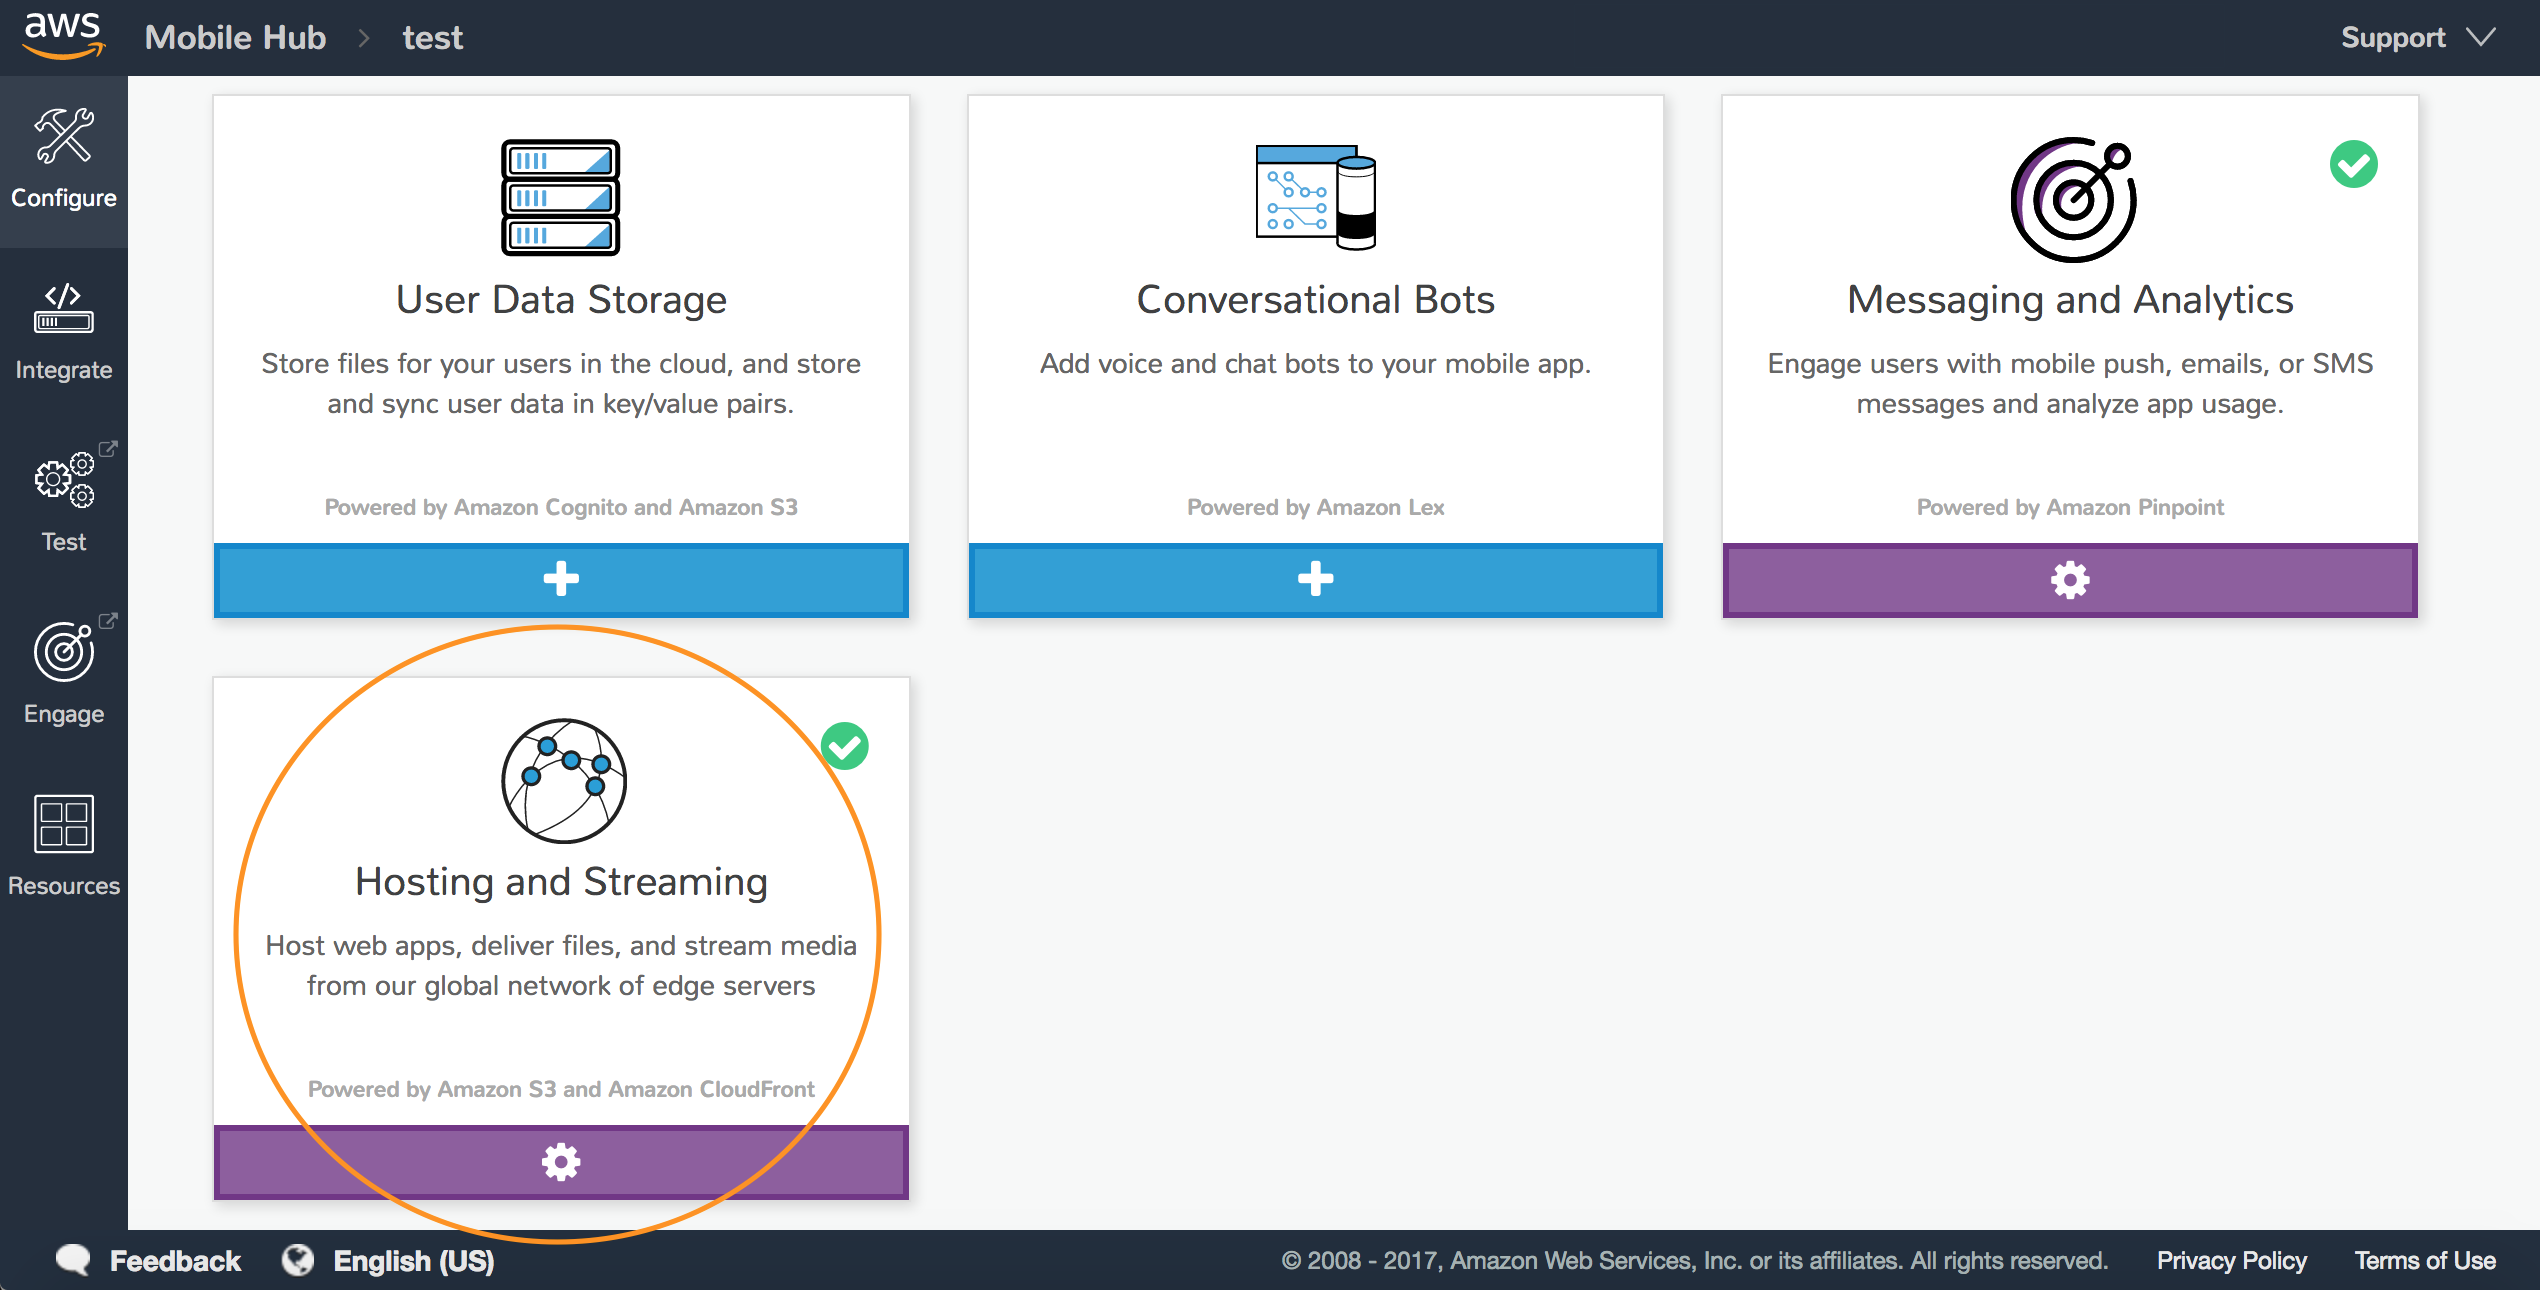 aws Mobile Hub > test Support
Configure
Integrate
Test
Engage
Resources
User Data Storage
Store files for your users in the cloud, and store
and sync user data in key/value pairs.
Powered by Amazon Cognito and Amazon S3
Conversational Bots
Add voice and chat bots to your mobile app.
Powered by Amazon Lex
Messaging and Analytics
Engage users with mobile push, emails, or SMS
messages and analyze app usage.
Powered by Amazon Pinpoint
Hosting and Streaming
Host web apps, deliver files, and stream media
from our global network of edge servers
Powered by Amazon S3 and Amazon CloudFront
Feedback English (US) © 2008 - 2017, Amazon Web Services, Inc. or its affiliates. All rights reserved. Privacy Policy Terms of Use